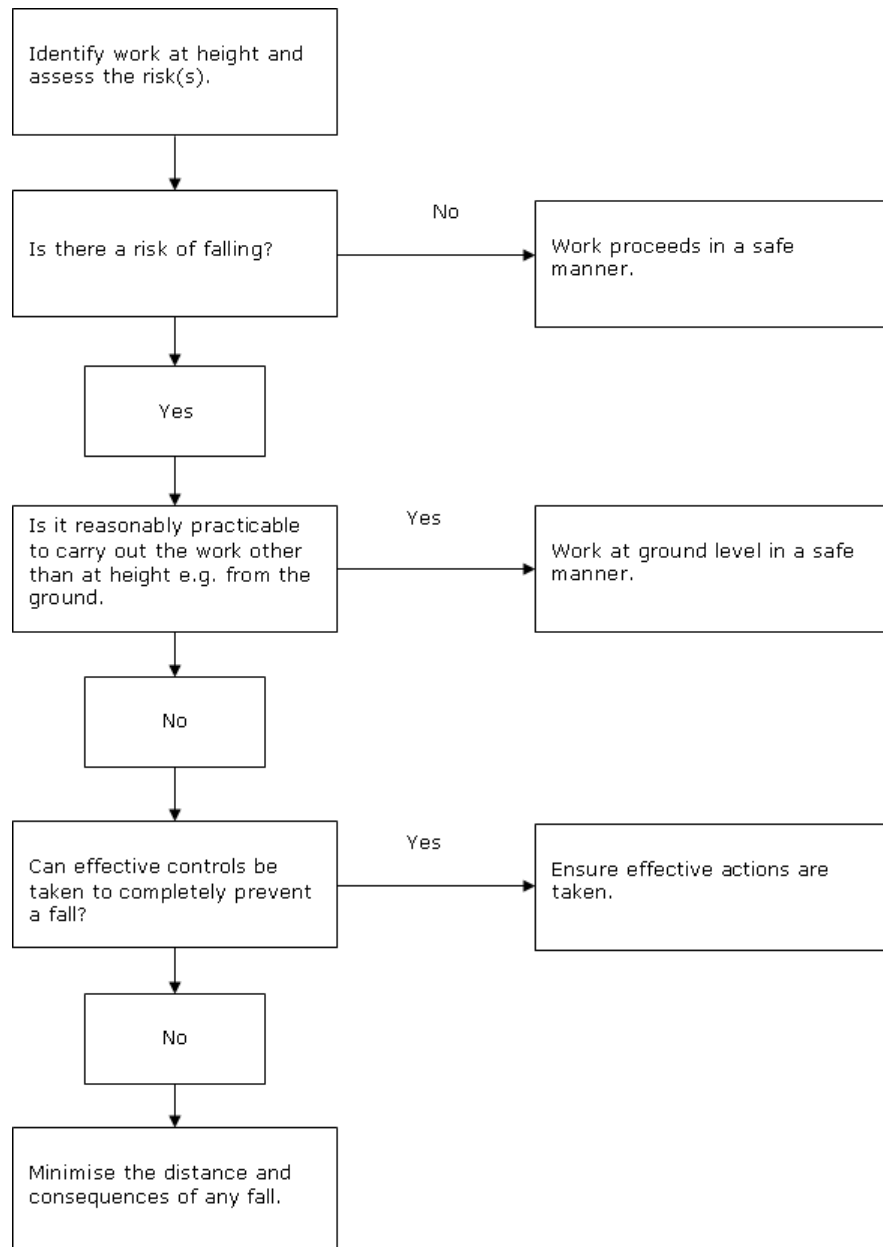 Identify work at height and
assess the risk(s).
Is there a risk of falling?
No
Work proceeds in a safe
manner.
Yes
Is it reasonably practicable
to carry out the work other
than at height e.g. from the
ground.
Yes
Work at ground level in a safe
manner.
No
Can effective controls be
taken to completely prevent
a fall?
Yes
Ensure effective actions are
taken.
No
Minimise the distance and
consequences of any fall.